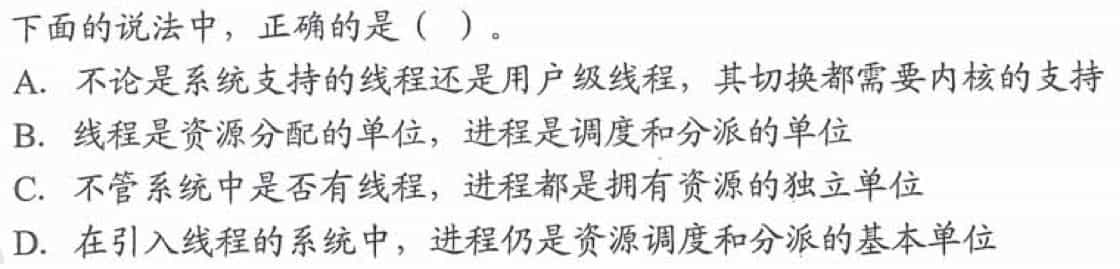 下面的说法中，正确的是（ ）。
A. 不论是系统支持的线程还是用户级线程，其切换都需要内核的支持
B. 线程是资源分配的单位，进程是调度和分派的单位
C. 不管系统中是否有线程，进程都是拥有资源的独立单位
D. 在引入线程的系统中，进程仍是资源调度和分派的基本单位